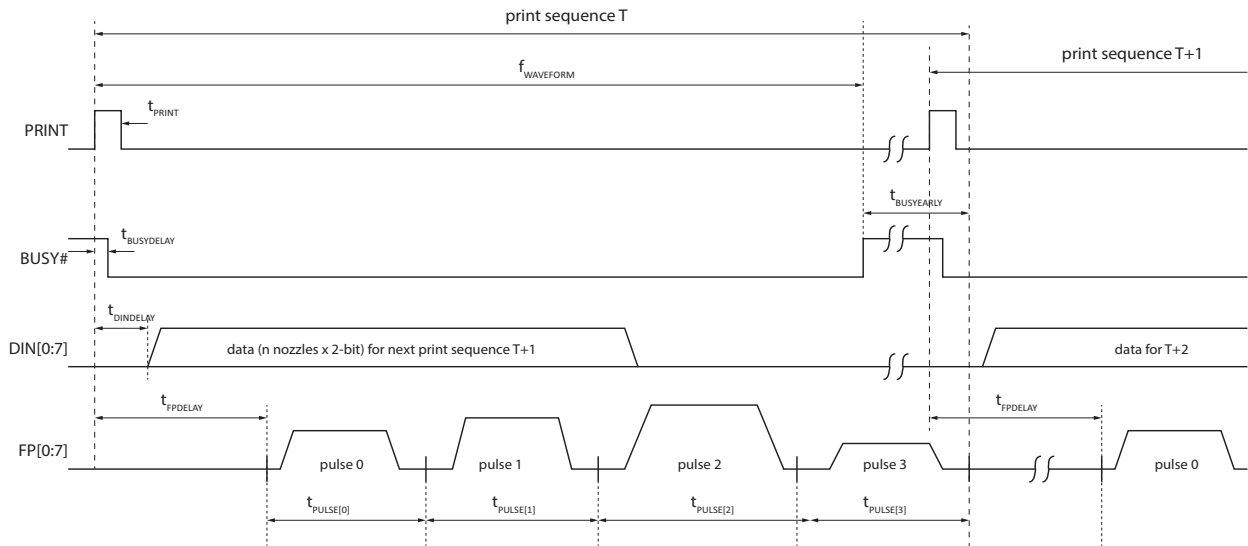 print sequence T
print sequence T+1
fWAVEFORM
tPRINT
PRINT
tBUSYEARLY
tBUSYDELAY
BUSY#
tDINDELAY
DIN[0:7]
data (n nozzles x 2-bit) for next print sequence T+1
data for T+2
tFPDELAY
tFPDELAY
FP[0:7]
pulse 0
pulse 1
pulse 2
pulse 3
pulse 0
tPULSE[0]
tPULSE[1]
tPULSE[2]
tPULSE[3]